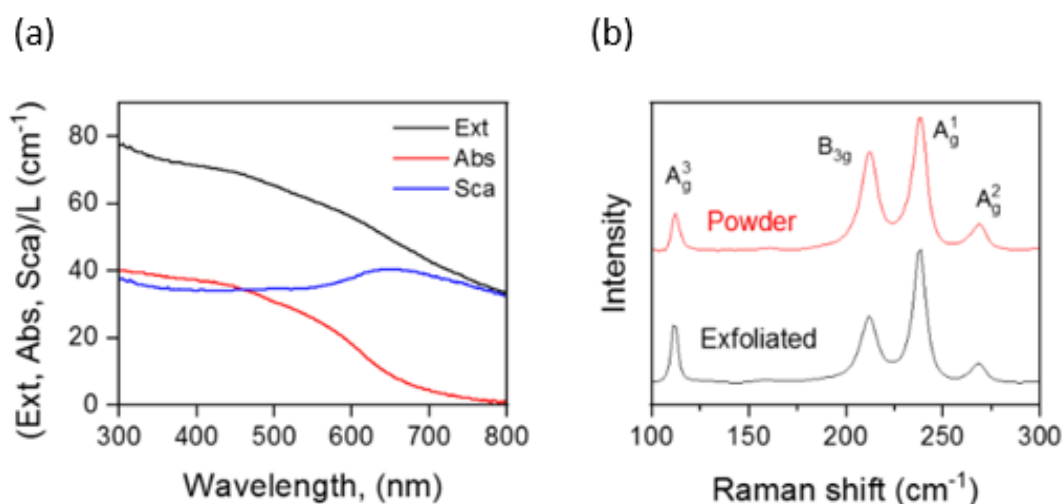 (a)
(b)
(Ext, Abs, Sca)/L (cm⁻¹)
80
60
40
20
0
Ext
Abs
Sca
300 400 500 600 700 800
Wavelength, (nm)
Intensity
A_g^3
B_{3g}
A_g^1
A_g^2
Powder
Exfoliated
100 150 200 250 300
Raman shift (cm⁻¹)